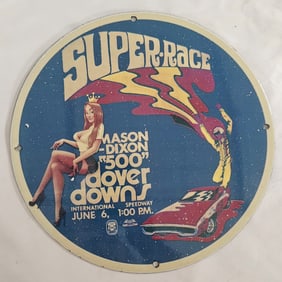 SUPER-RACE
MASON
-DIXON
"500"
dover
downs
INTERNATIONAL SPEEDWAY
JUNE 6, 1:00 P.M.